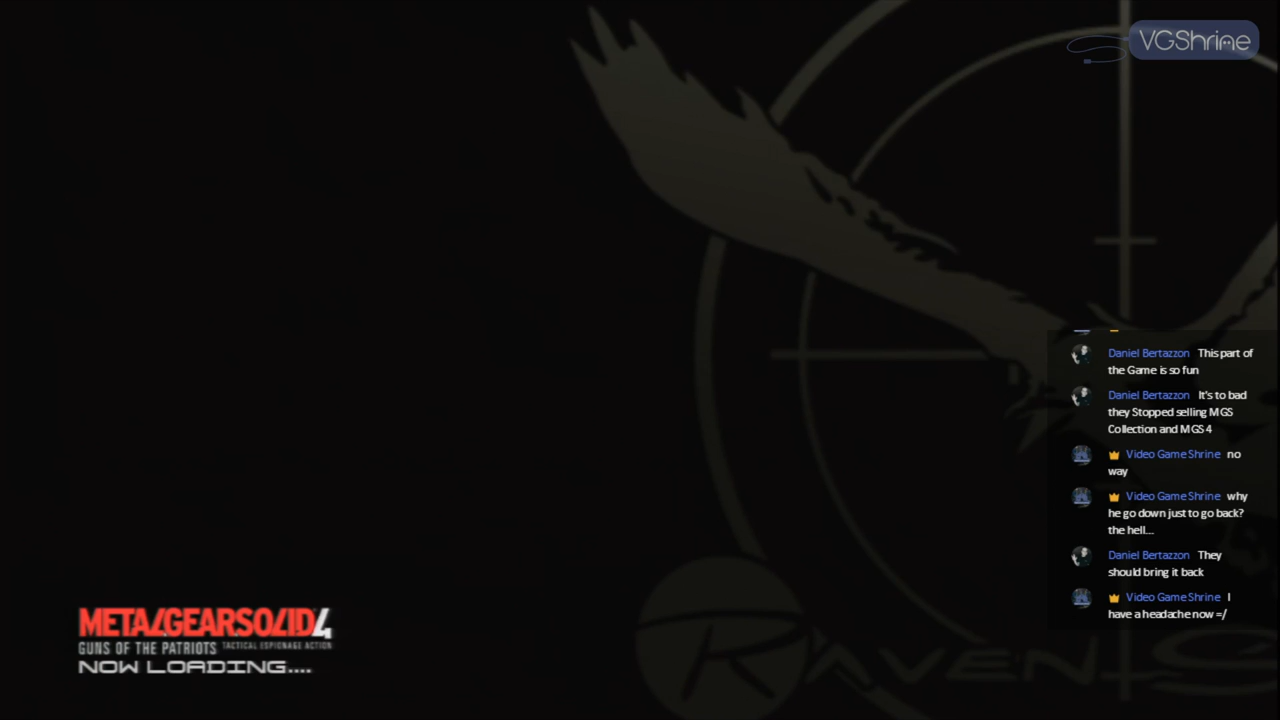 VGShrine
Daniel Bertazzon This part of
the Game is so fun
Daniel Bertazzon It's to bad
they Stopped selling MGS
Collection and MGS 4
Video Game Shrine no
way
Video Game Shrine why
he go down just to go back?
the hell...
Daniel Bertazzon They
should bring it back
Video Game Shrine I
have a headache now =/
METAL GEAR SOLID 4
GUNS OF THE PATRIOTS TACTICAL ESPIONAGE ACTION
NOW LOADING....
RAVEN S